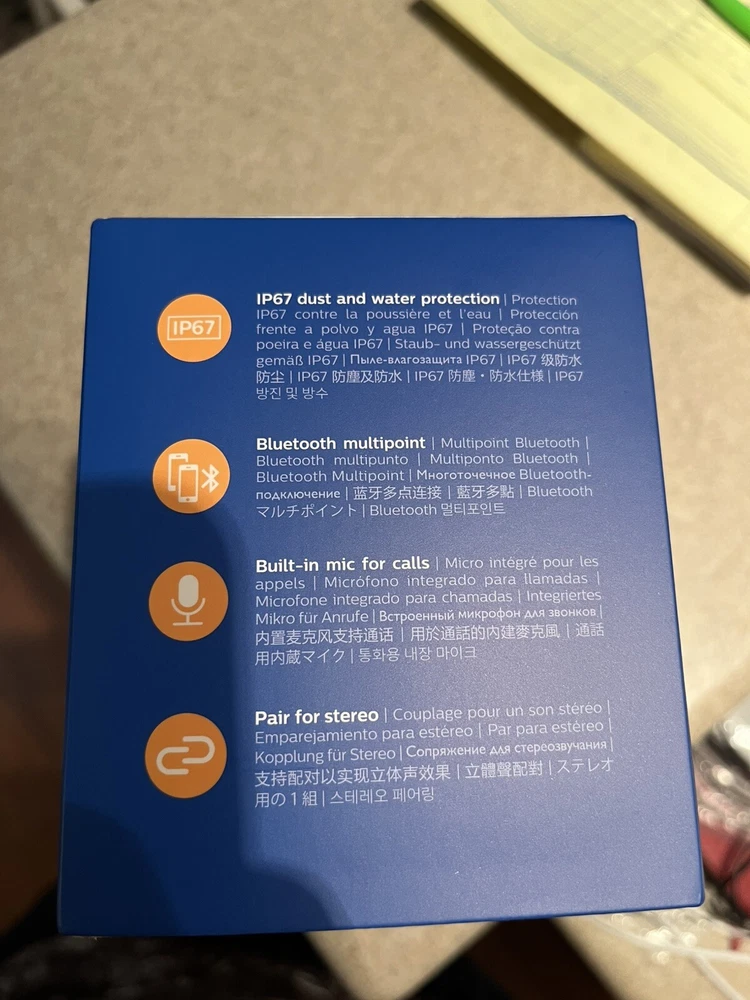 IP67
IP67 dust and water protection | Protection
IP67 contre la poussière et l'eau | Protección
frente a polvo y agua IP67 | Proteção contra
poeira e água IP67 | Staub- und wassergeschützt
gemäß IP67 | Пыле-влагозащита IP67 | IP67 级防水
防尘 | IP67 防塵及防水 | IP67 防塵・防水仕様 | IP67
방진 및 방수
Bluetooth multipoint | Multipoint Bluetooth |
Bluetooth multipunto | Multiponto Bluetooth |
Bluetooth Multipoint | Многоточечное Bluetooth-
подключение | 蓝牙多点连接 | 藍牙多點 | Bluetooth
マルチポイント | Bluetooth 멀티포인트
Built-in mic for calls | Micro intégré pour les
appels | Micrófono integrado para llamadas |
Microfone integrado para chamadas | Integriertes
Mikro für Anrufe | Встроенный микрофон для звонков |
内置麦克风支持通话 | 用於通話的內建麥克風 | 通話
用内蔵マイク | 통화용 내장 마이크
Pair for stereo | Couplage pour un son stéréo |
Emparejamiento para estéreo | Par para estéreo |
Kopplung für Stereo | Сопряжение для стереозвучания |
支持配对以实现立体声效果 | 立體聲配對 | ステレオ
用の 1 組 | 스테레오 페어링